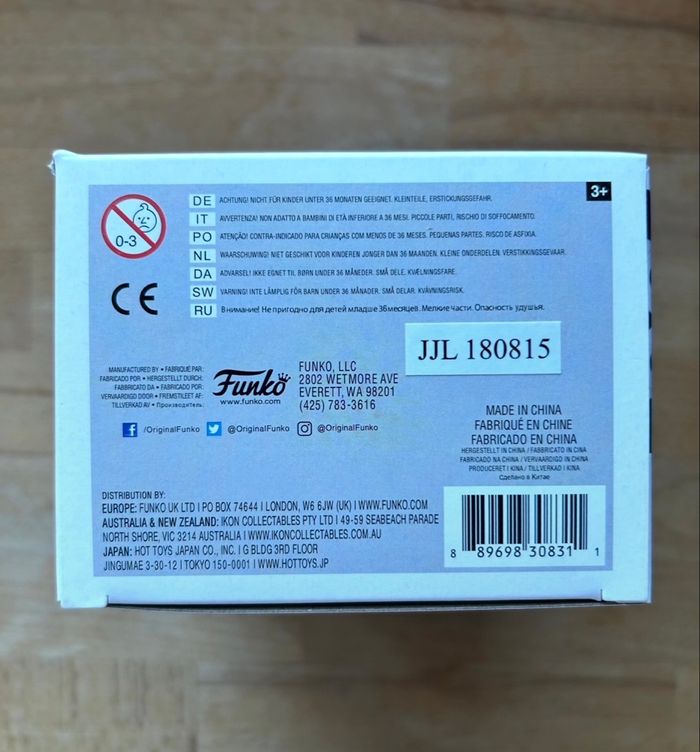 3+
0-3
DE ACHTUNG! NICHT FÜR KINDER UNTER 36 MONATEN GEEIGNET. KLEINTEILE, ERSTICKUNGSGEFAHR.
IT AVVERTENZA! NON ADATTO A BAMBINI DI ETÀ INFERIORE A 36 MESI. PICCOLE PARTI, RISCHIO DI SOFFOCAMENTO.
PO ATENÇÃO! CONTRA-INDICADO PARA CRIANÇAS COM MENOS DE 36 MESES. PEQUENAS PARTES. RISCO DE ASFIXIA.
NL WAARSCHUWING! NIET GESCHIKT VOOR KINDEREN JONGER DAN 36 MAANDEN. KLEINE ONDERDELEN. VERSTIKKINGSGEVAAR.
DA ADVARSEL! IKKE EGNET TIL BØRN UNDER 36 MÅNEDER. SMÅ DELE. KVÆLNINGSFARE.
SW VARNING! INTE LÄMPLIG FÖR BARN UNDER 36 MÅNADER. SMÅ DELAR. KVÄVNINGSRISK.
RU Внимание! Не пригодно для детей младше 36 месяцев. Мелкие части. Опасность удушья.
CE
JJL 180815
MANUFACTURED BY • FABRIQUÉ PAR:
FABRICADO POR • HERGESTELLT DURCH:
FABBRICATO DA • FABRICADO POR:
VERVAARDIGD DOOR • FREMSTILLET AF:
TILLVERKAD AV • Производитель:
Funko
www.funko.com
FUNKO, LLC
2802 WETMORE AVE
EVERETT, WA 98201
(425) 783-3616
/OriginalFunko @OriginalFunko @OriginalFunko
MADE IN CHINA
FABRIQUÉ EN CHINE
FABRICADO EN CHINA
HERGESTELLT IN CHINA / FABBRICATO IN CINA
FABRICADO NA CHINA / VERVAARDIGD IN CHINA
PRODUCERET I KINA / TILLVERKAD I KINA
Сделано в Китае
DISTRIBUTION BY:
EUROPE: FUNKO UK LTD I PO BOX 74644 I LONDON, W6 6JW (UK) I WWW.FUNKO.COM
AUSTRALIA & NEW ZEALAND: IKON COLLECTABLES PTY LTD I 49-59 SEABEACH PARADE
NORTH SHORE, VIC 3214 AUSTRALIA I WWW.IKONCOLLECTABLES.COM.AU
JAPAN: HOT TOYS JAPAN CO., INC. I G BLDG 3RD FLOOR
JINGUMAE 3-30-12 I TOKYO 150-0001 I WWW.HOTTOYS.JP
8 89698 30831 1